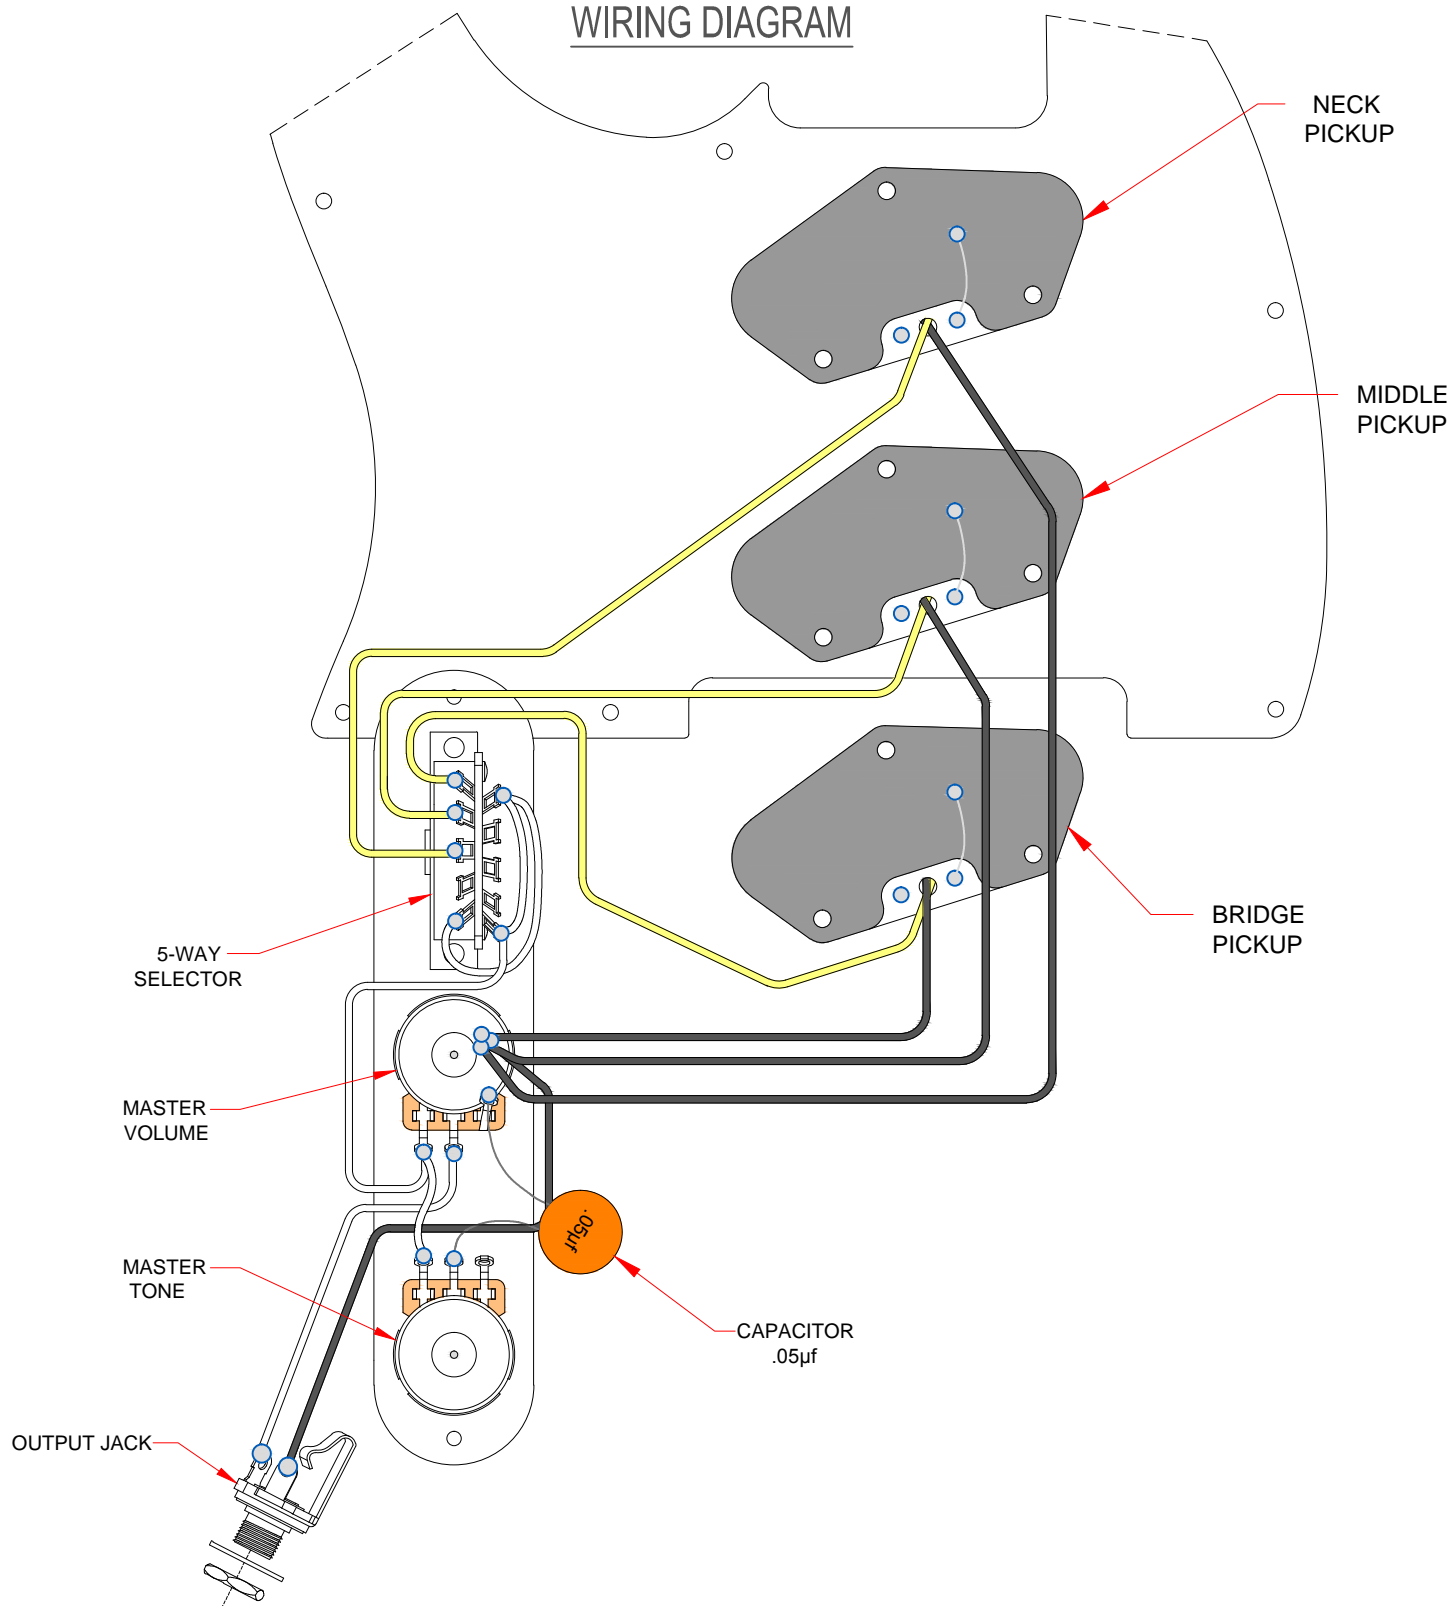 WIRING DIAGRAM
NECK
PICKUP
MIDDLE
PICKUP
BRIDGE
PICKUP
5-WAY
SELECTOR
MASTER
VOLUME
.05µf
MASTER
TONE
CAPACITOR
.05µf
OUTPUT JACK